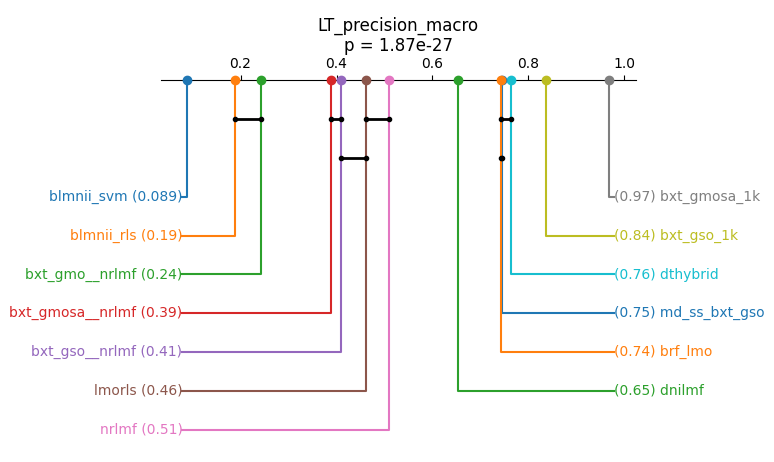 LT_precision_macro
p = 1.87e-27
0.2 0.4 0.6 0.8 1.0
blmnii_svm (0.089)
(0.97) bxt_gmosa_1k
blmnii_rls (0.19)
(0.84) bxt_gso_1k
bxt_gmo__nrlmf (0.24)
(0.76) dthybrid
bxt_gmosa__nrlmf (0.39)
(0.75) md_ss_bxt_gso
bxt_gso__nrlmf (0.41)
(0.74) brf_lmo
lmorls (0.46)
(0.65) dnilmf
nrlmf (0.51)